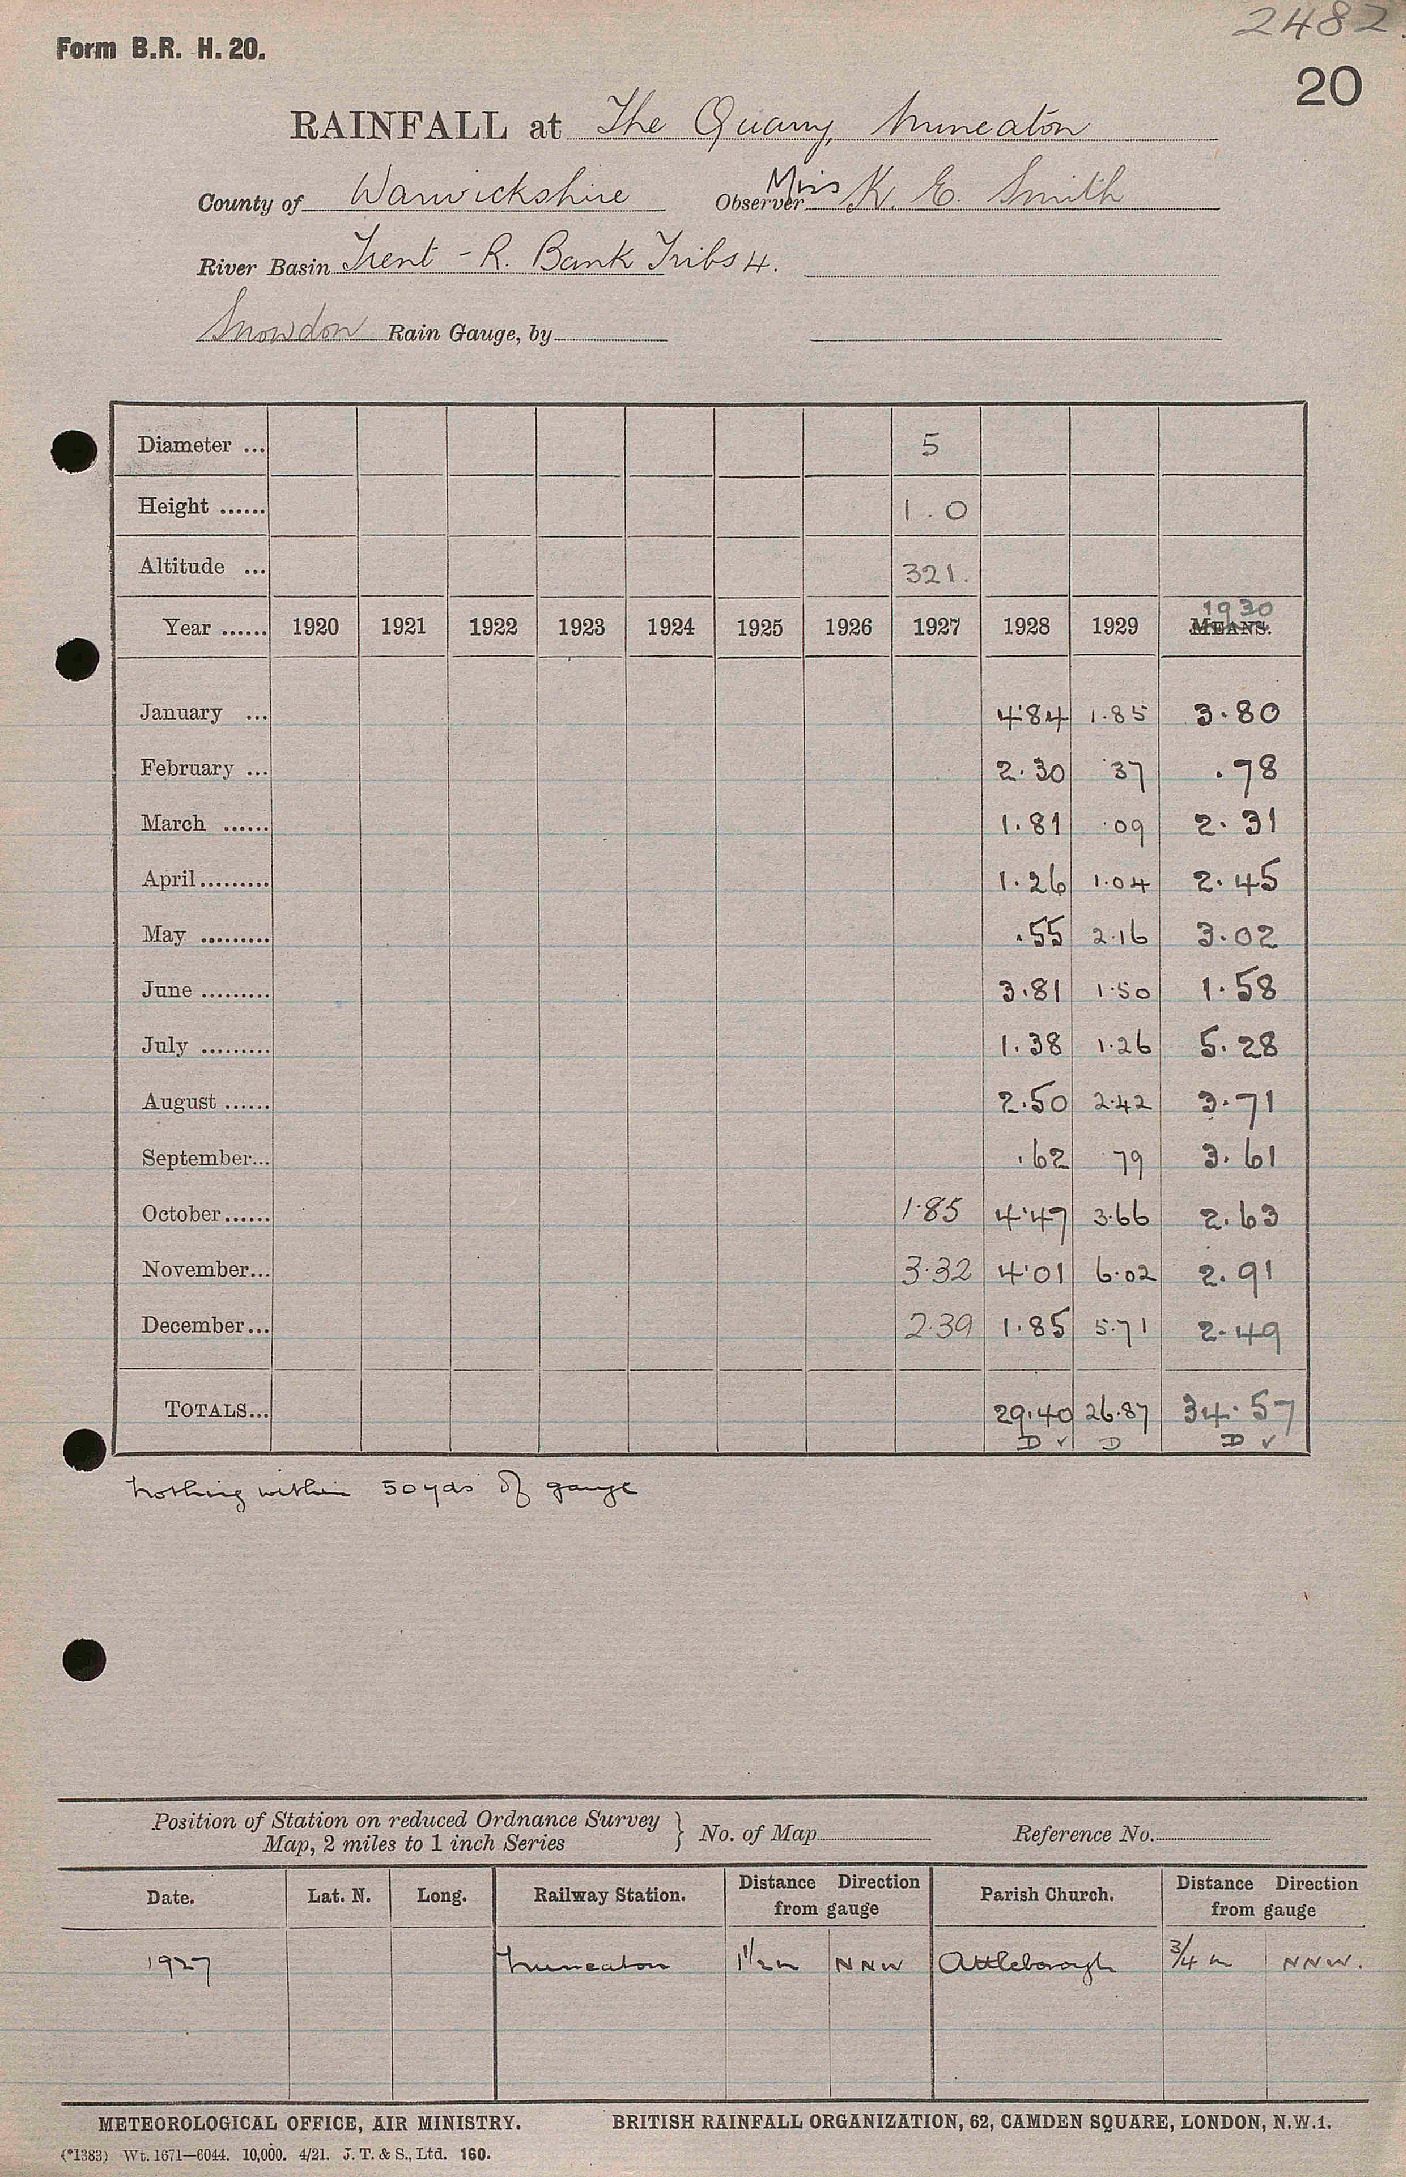 2482.
Form B.R. H. 20.
20
RAINFALL at The Quarry, Nuneaton
County of Warwickshire Observer Miss K. E. Smith
River Basin Trent - R. Bank Tribs 4.
Snowdon Rain Gauge, by
Diameter ... 5
Height ...... 1.0
Altitude ... 321.
Year ...... 1920 1921 1922 1923 1924 1925 1926 1927 1928 1929 MEANS. 1930
January ... 4.84 1.85 3.80
February ... 2.30 .37 .78
March ...... 1.81 .09 2.31
April ......... 1.26 1.04 2.45
May ......... .55 2.16 3.02
June ......... 3.81 1.50 1.58
July ......... 1.38 1.26 5.28
August ...... 2.50 2.42 3.71
September... .62 79 3.61
October...... 1.85 4.47 3.66 2.63
November... 3.32 4.01 6.02 2.91
December... 2.39 1.85 5.71 2.49
TOTALS... 29.40 26.87 34.57
D ✓ D D ✓
Nothing within 50 yds of gauge
Position of Station on reduced Ordnance Survey
Map, 2 miles to 1 inch Series } No. of Map Reference No.
Date. Lat. N. Long. Railway Station. Distance Direction from gauge Parish Church. Distance Direction from gauge
1927 Nuneaton 1 1/2 m NNW Attleborough 3/4 m NNW.
METEOROLOGICAL OFFICE, AIR MINISTRY. BRITISH RAINFALL ORGANIZATION, 62, CAMDEN SQUARE, LONDON, N.W.1.
(*1383) Wt. 1671—6044. 10,000. 4/21. J. T. & S., Ltd. 160.